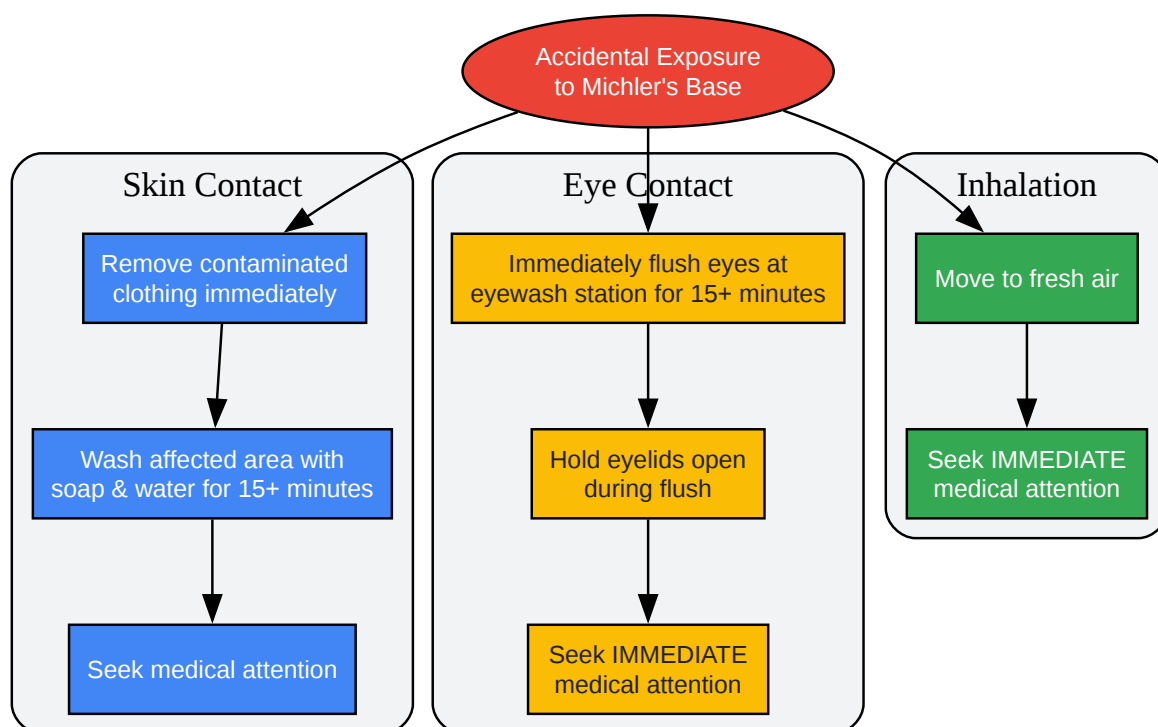 Accidental Exposure
to Michler's Base
Skin Contact
Remove contaminated
clothing immediately
Wash affected area with
soap & water for 15+ minutes
Seek medical attention
Eye Contact
Immediately flush eyes at
eyewash station for 15+ minutes
Hold eyelids open
during flush
Seek IMMEDIATE
medical attention
Inhalation
Move to fresh air
Seek IMMEDIATE
medical attention